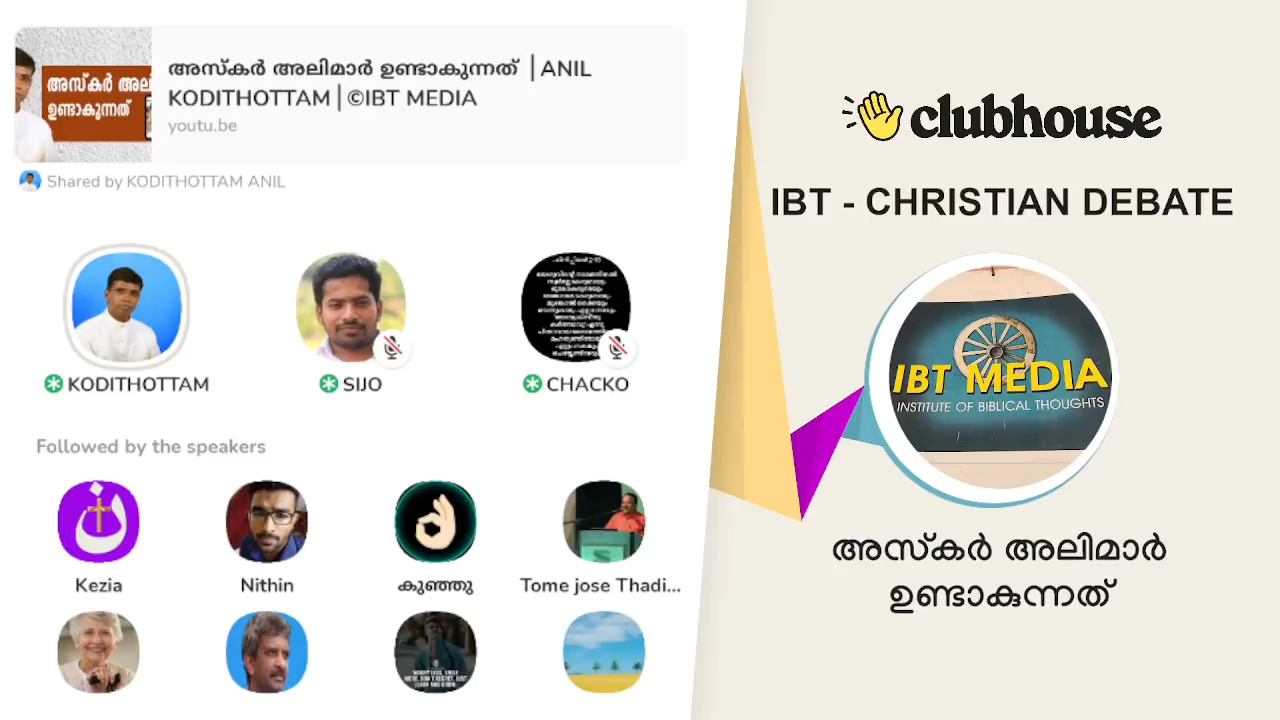 അസ്കർ അലിമാർ ഉണ്ടാകുന്നത് | ANIL
KODITHOTTAM | ©IBT MEDIA
youtu.be
അസ്കർ അലി
ഉണ്ടാകുന്നത്
Shared by KODITHOTTAM ANIL
KODITHOTTAM
SIJO
CHACKO
Followed by the speakers
Kezia
Nithin
കുഞ്ഞു
Tome jose Thadi...
clubhouse
IBT - CHRISTIAN DEBATE
IBT MEDIA
INSTITUTE OF BIBLICAL THOUGHTS
അസ്കർ അലിമാർ
ഉണ്ടാകുന്നത്